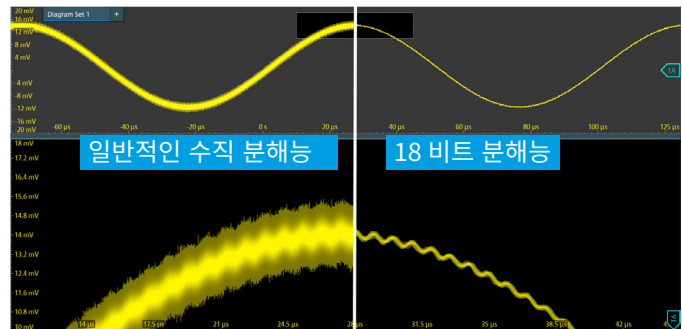 20 mV
Diagram Set 1 +
16 mV
12 mV
8 mV
4 mV
1A
-4 mV
-8 mV
-12 mV
-16 mV
-20 mV
-60 µs -40 µs -20 µs 0 s 20 µs 40 µs 60 µs 80 µs 100 µs 125 µs
18 mV
일반적인 수직 분해능 18 비트 분해능
17.2 mV
16.4 mV
15.6 mV
14.8 mV
14 mV
13.2 mV
12.4 mV
11.6 mV
10.8 mV
10 mV
14 µs 17.5 µs 21 µs 24.5 µs 28 31.5 µs 35 µs 38.5 µs 42 µs